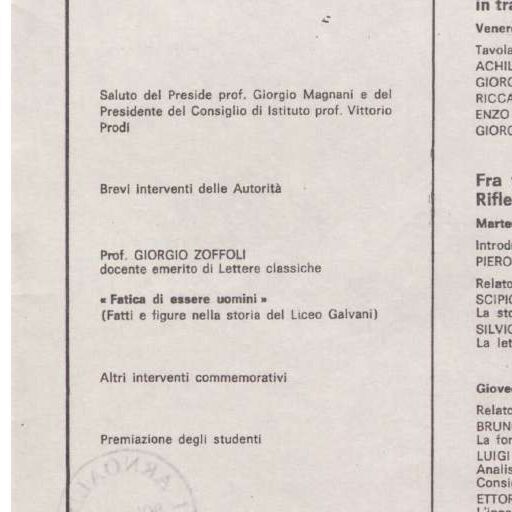 Saluto del Preside prof. Giorgio Magnani e del
Presidente del Consiglio di Istituto prof. Vittorio
Prodi
Brevi interventi delle Autorità
Prof. GIORGIO ZOFFOLI
docente emerito di Lettere classiche
« Fatica di essere uomini »
(Fatti e figure nella storia del Liceo Galvani)
Altri interventi commemorativi
Premiazione degli studenti
in tra
Vener
Tavola
ACHIL
GIORG
RICCA
ENZO
GIORG
Fra
Rifle
Marte
Introd
PIERO
Relato
SCIPIO
La sto
SILVIO
La let
Giove
Relato
BRUN
La for
LUIGI
Analis
Consi
ETTOR